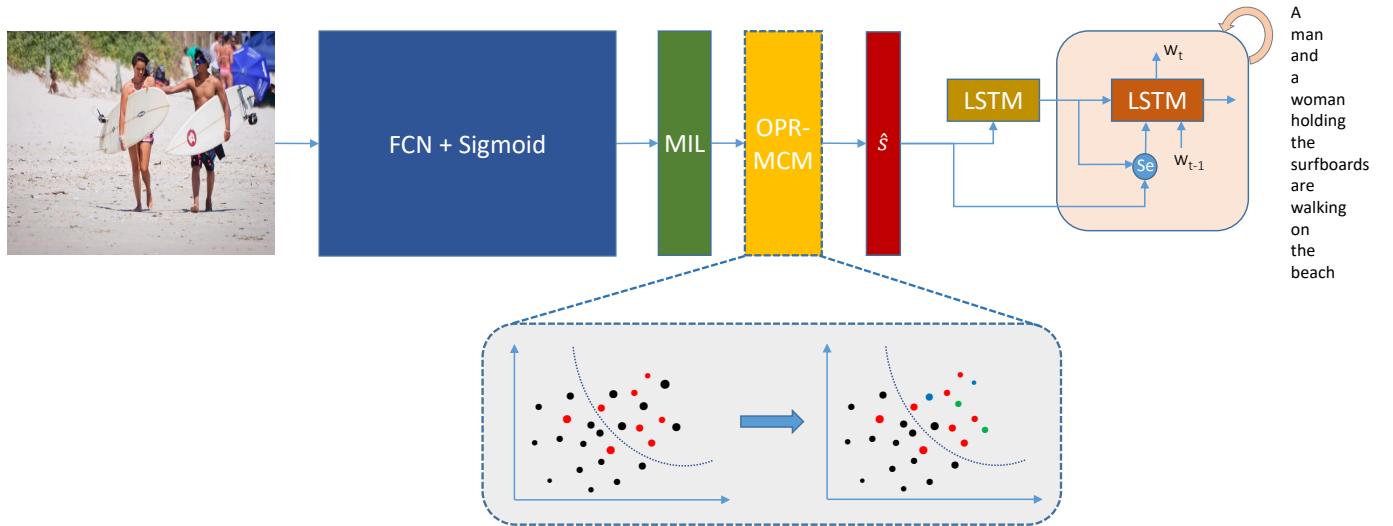 FCN + Sigmoid
MIL
OPR-
MCM
ŝ
LSTM
LSTM
w_t
w_{t-1}
Se
A
man
and
a
woman
holding
the
surfboards
are
walking
on
the
beach